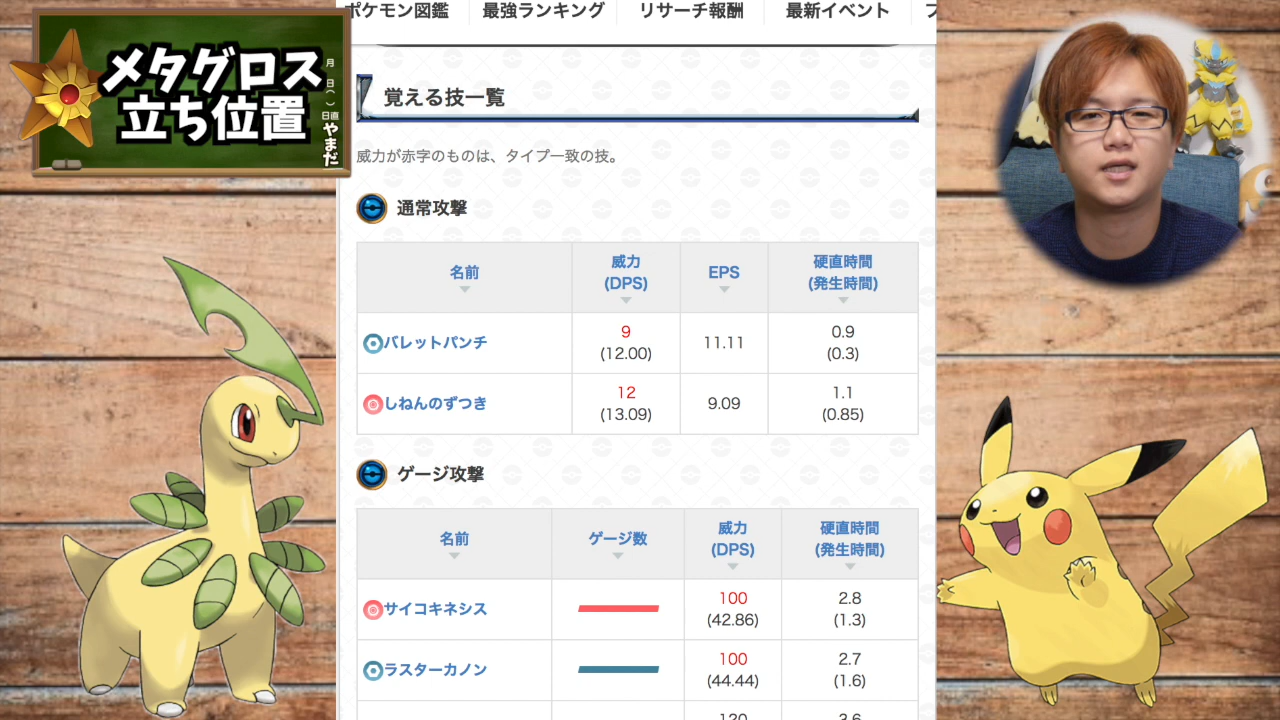 メタグロス
立ち位置
月
日
(
)
日直
やまだ
ポケモン図鑑 最強ランキング リサーチ報酬 最新イベント
覚える技一覧
威力が赤字のものは、タイプ一致の技。
通常攻撃
名前 威力 EPS 硬直時間
(DPS) (発生時間)
バレットパンチ 9 11.11 0.9
(12.00) (0.3)
しねんのずつき 12 9.09 1.1
(13.09) (0.85)
ゲージ攻撃
名前 ゲージ数 威力 硬直時間
(DPS) (発生時間)
サイコキネシス 100 2.8
(42.86) (1.3)
ラスターカノン 100 2.7
(44.44) (1.6)